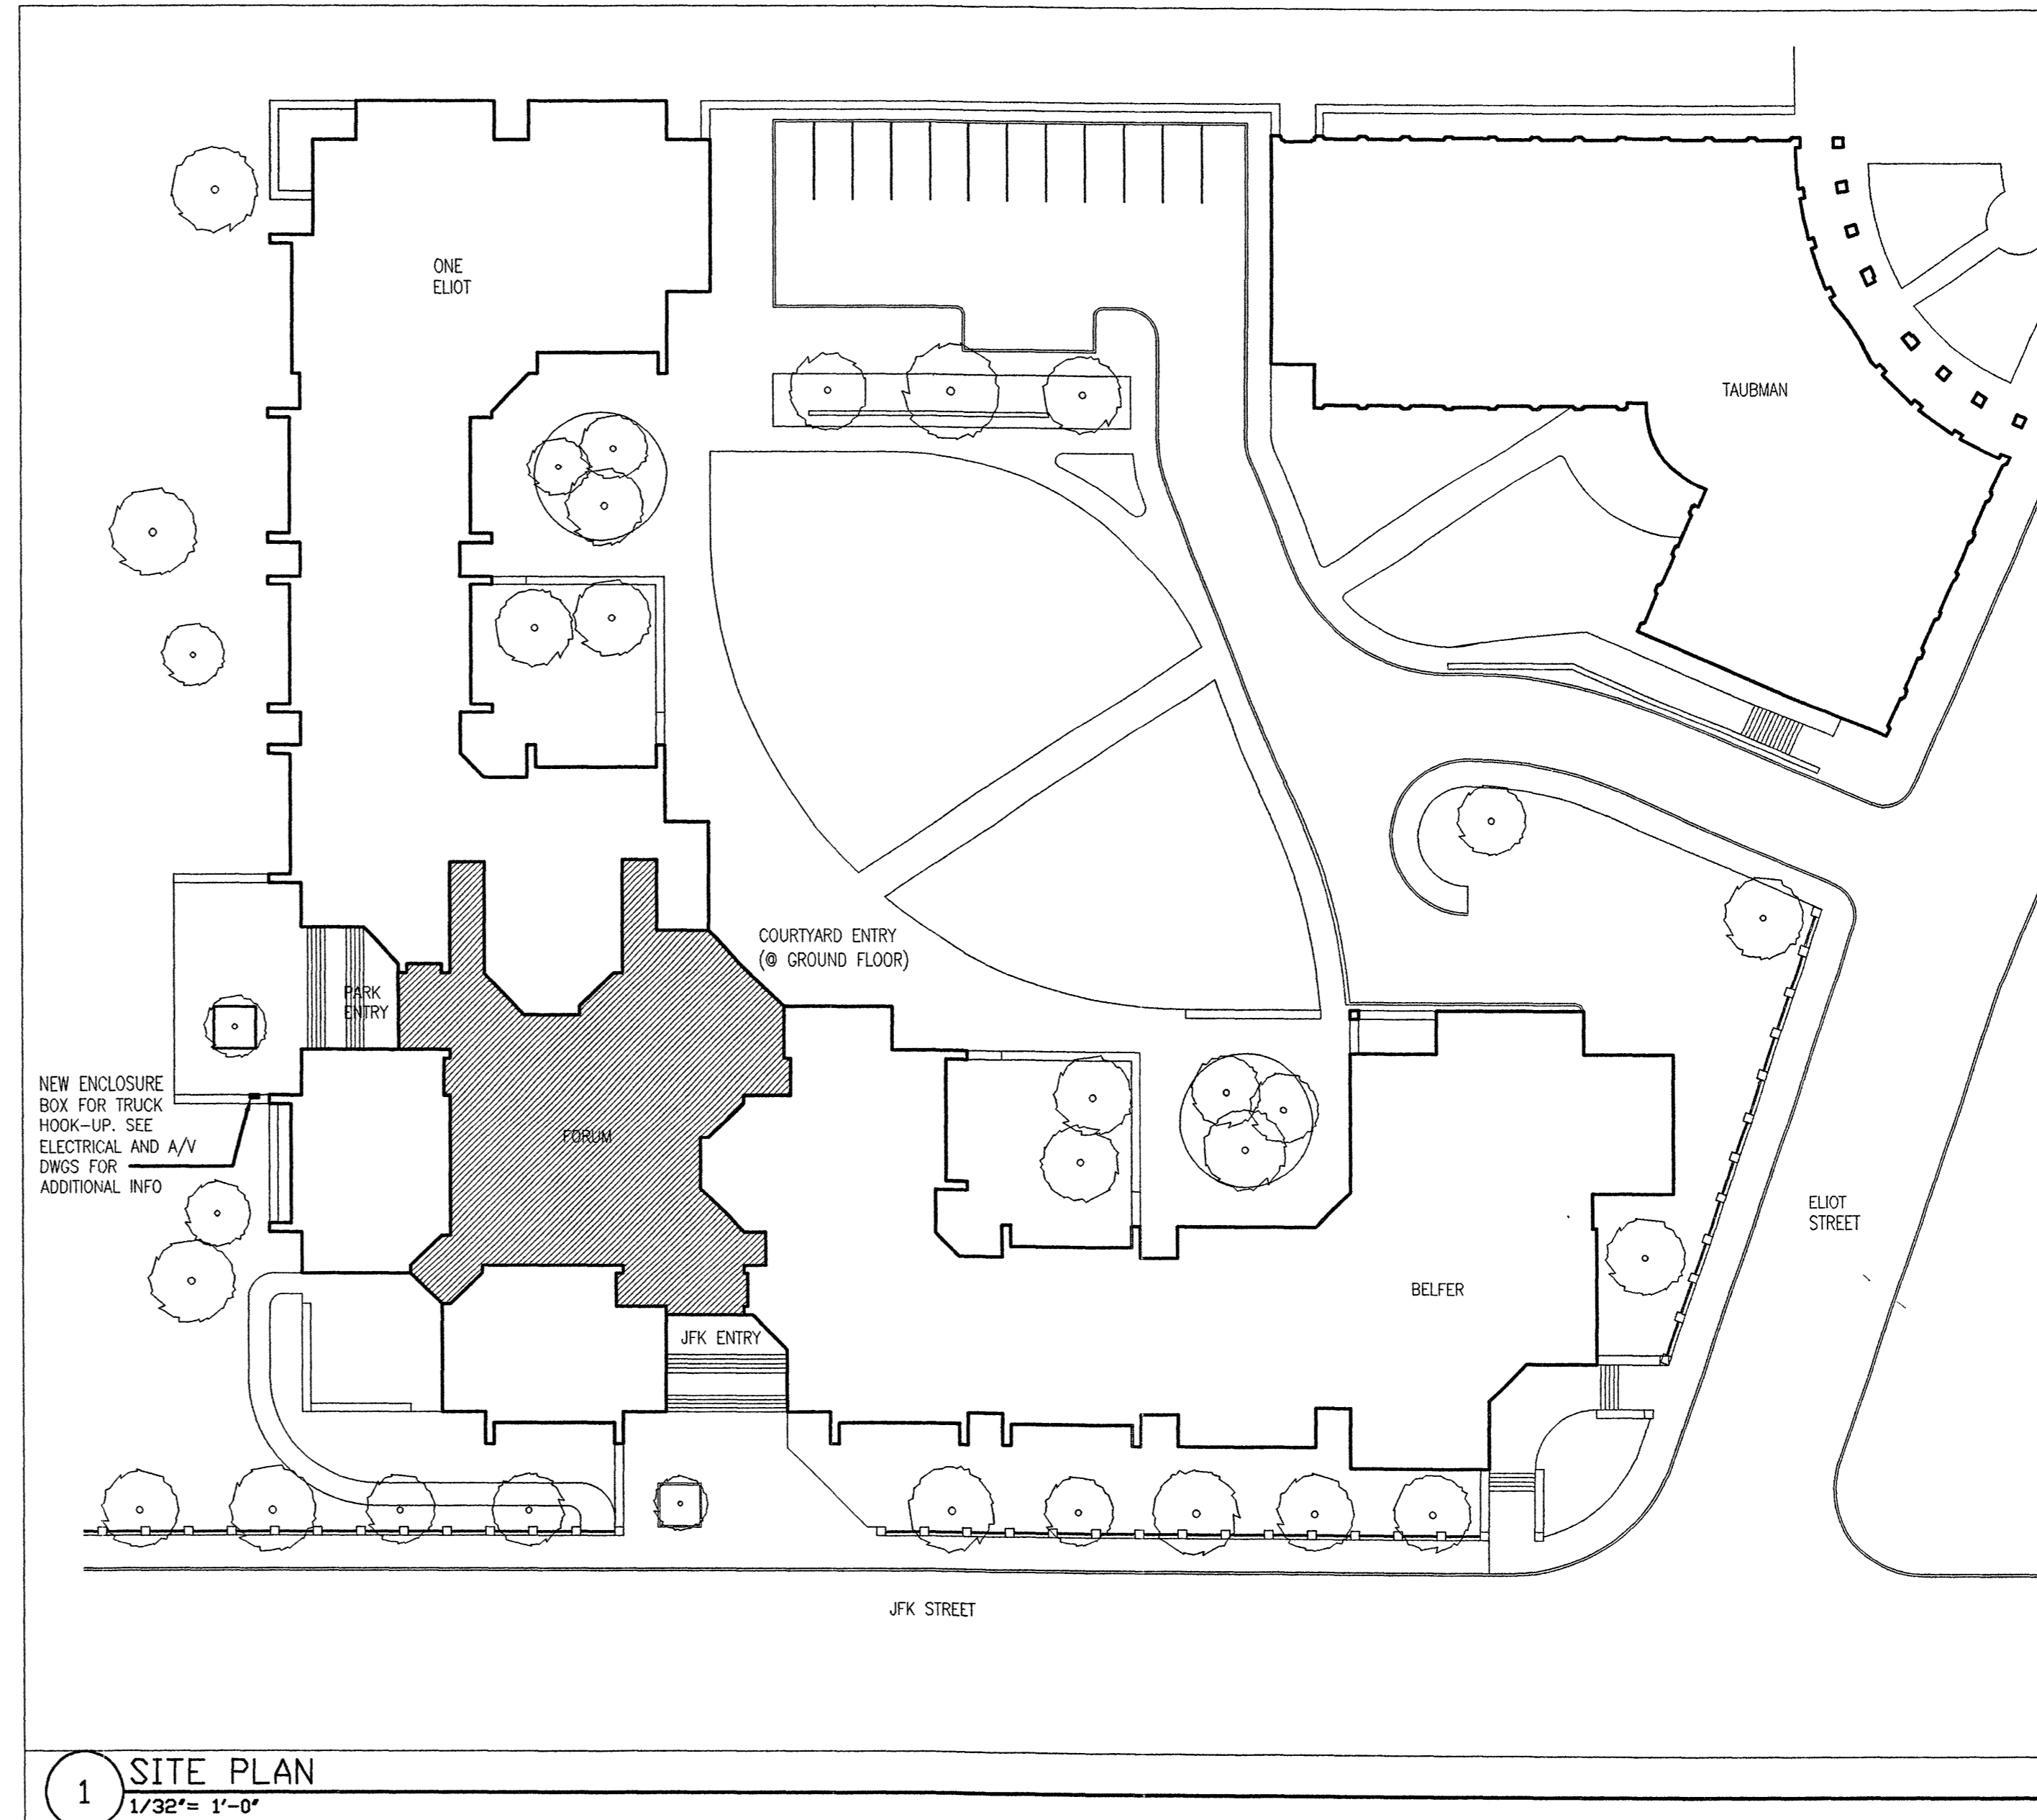 ONE
ELIOT
TAUBMAN
COURTYARD ENTRY
(@ GROUND FLOOR)
PARK
ENTRY
NEW ENCLOSURE
BOX FOR TRUCK
HOOK-UP. SEE
ELECTRICAL AND A/V
DWGS FOR
ADDITIONAL INFO
FORUM
ELIOT
STREET
BELFER
JFK ENTRY
JFK STREET
1
SITE PLAN
1/32"= 1'-0"